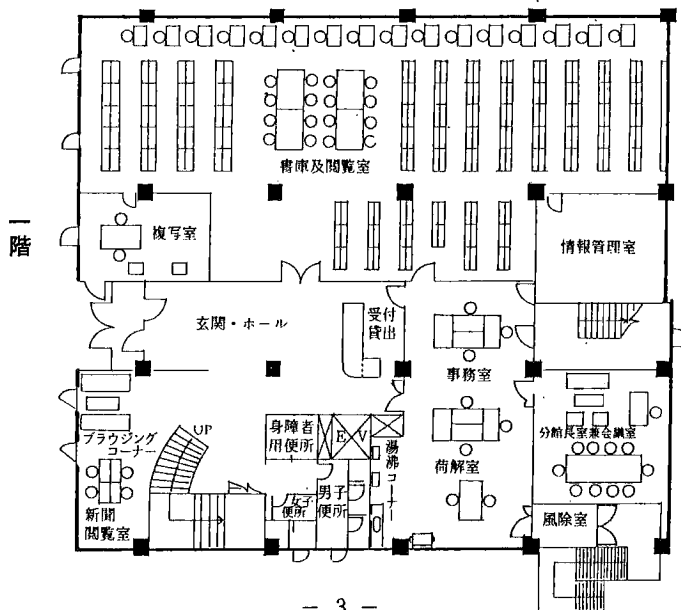 書庫及閲覧室
一階
複写室
情報管理室
玄関・ホール
受付
貸出
事務室
ブラウジング
コーナー
UP
身障者
用便所
EV
湯沸コーナー
荷解室
分館長室兼会議室
新聞
閲覧室
女子
便所
男子
便所
風除室
— 3 —